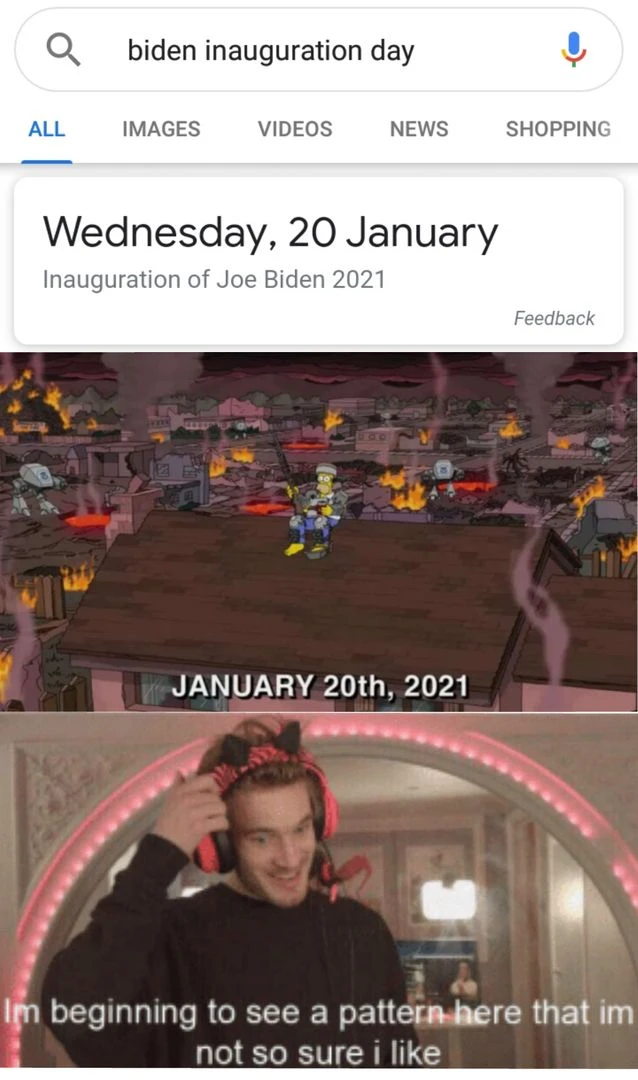 biden inauguration day
ALL IMAGES VIDEOS NEWS SHOPPING
Wednesday, 20 January
Inauguration of Joe Biden 2021
Feedback
JANUARY 20th, 2021
Im beginning to see a pattern here that im
not so sure i like